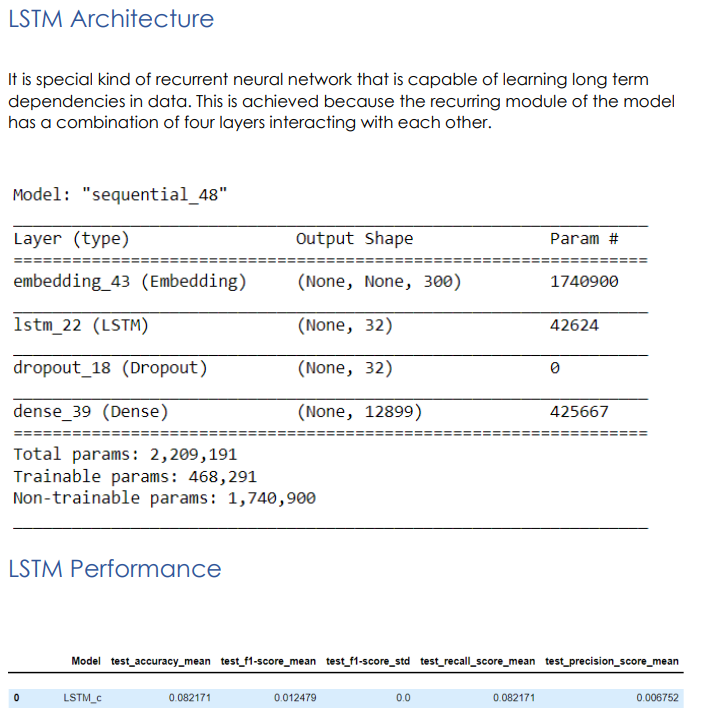 LSTM Architecture
It is special kind of recurrent neural network that is capable of learning long term
dependencies in data. This is achieved because the recurring module of the model
has a combination of four layers interacting with each other.
Model: "sequential_48"
Layer (type) Output Shape Param #
embedding_43 (Embedding) (None, None, 300) 1740900
lstm_22 (LSTM) (None, 32) 42624
dropout_18 (Dropout) (None, 32) 0
dense_39 (Dense) (None, 12899) 425667
Total params: 2,209,191
Trainable params: 468,291
Non-trainable params: 1,740,900
LSTM Performance
Model test_accuracy_mean test_f1-score_mean test_f1-score_std test_recall_score_mean test_precision_score_mean
0 LSTM_c 0.082171 0.012479 0.0 0.082171 0.006752